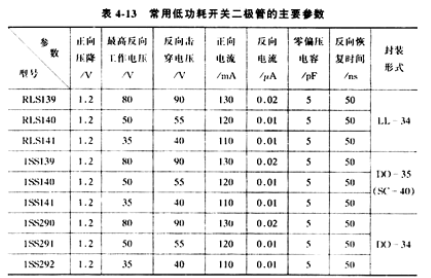 表 4-13 常用低功耗开关二极管的主要参数
参数 型号 正向压降/V 最高反向工作电压/V 反向击穿电压/V 正向电流/mA 反向电流/μA 零偏压电容/pF 反向恢复时间/ns 封装形式
RLS139 1.2 80 90 130 0.02 5 50 LL-34
RLS140 1.2 50 55 120 0.01 5 50
RLS141 1.2 35 40 110 0.01 5 50
1SS139 1.2 80 90 130 0.02 5 50 DO-35 (SC-40)
1SS140 1.2 50 55 120 0.01 5 50
1SS141 1.2 35 40 110 0.01 5 50
1SS290 1.2 80 90 130 0.02 5 50 DO-34
1SS291 1.2 50 55 120 0.01 5 50
1SS292 1.2 35 40 110 0.01 5 50